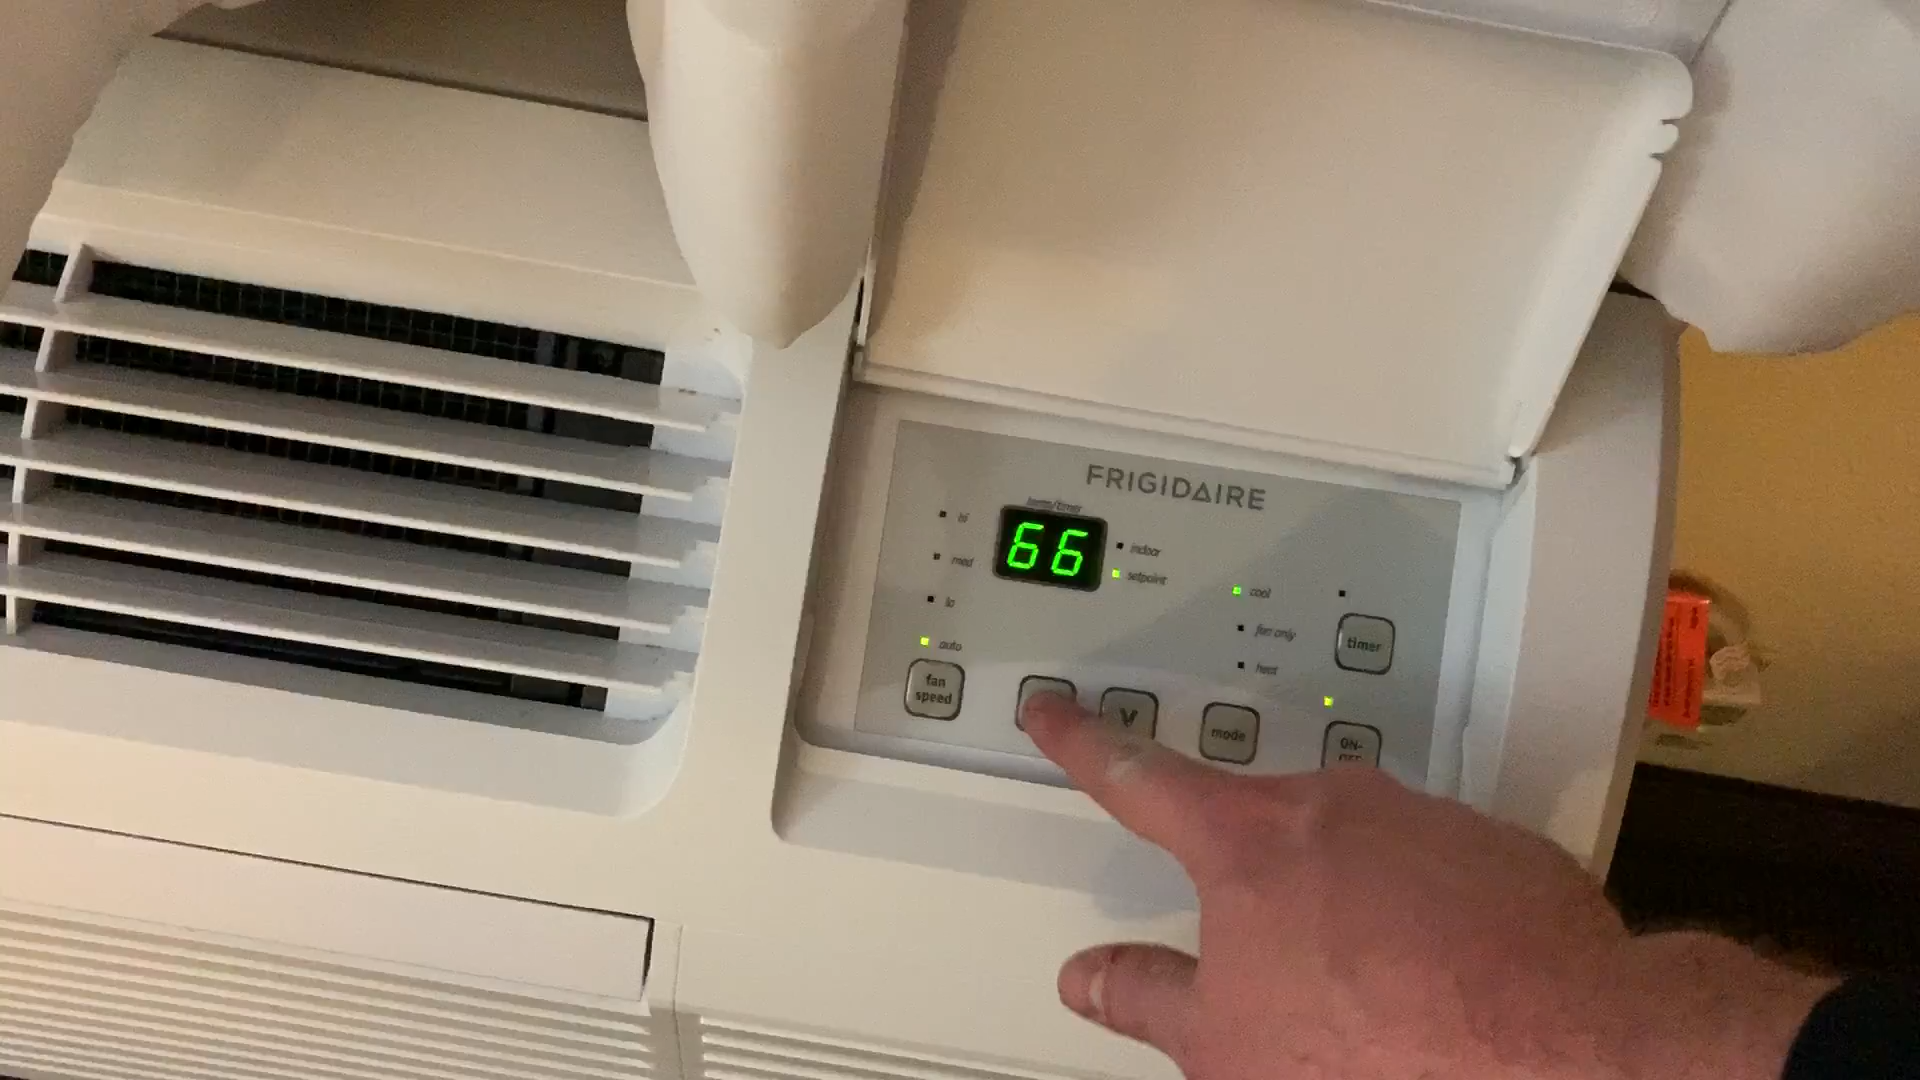 FRIGIDAIRE
temp/timer
66
hi
med
lo
auto
indoor
setpoint
cool
fan only
heat
timer
fan
speed
V
mode
ON-
OFF